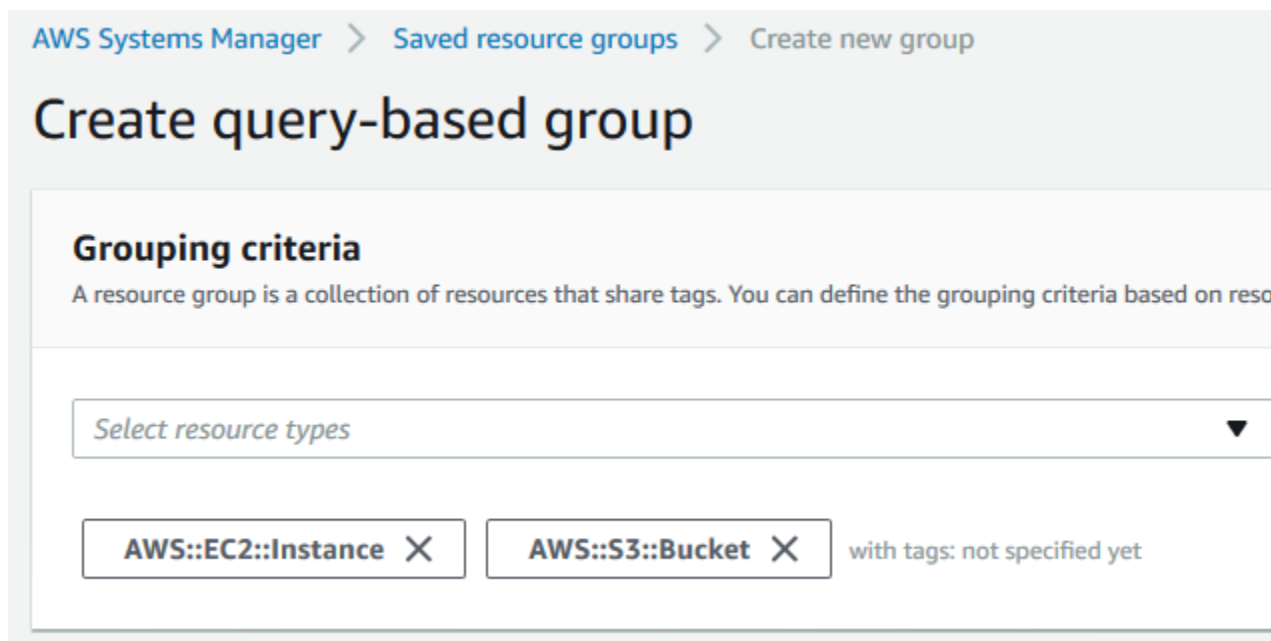 AWS Systems Manager > Saved resource groups > Create new group
Create query-based group
Grouping criteria
A resource group is a collection of resources that share tags. You can define the grouping criteria based on
Select resource types
AWS::EC2::Instance AWS::S3::Bucket with tags: not specified yet